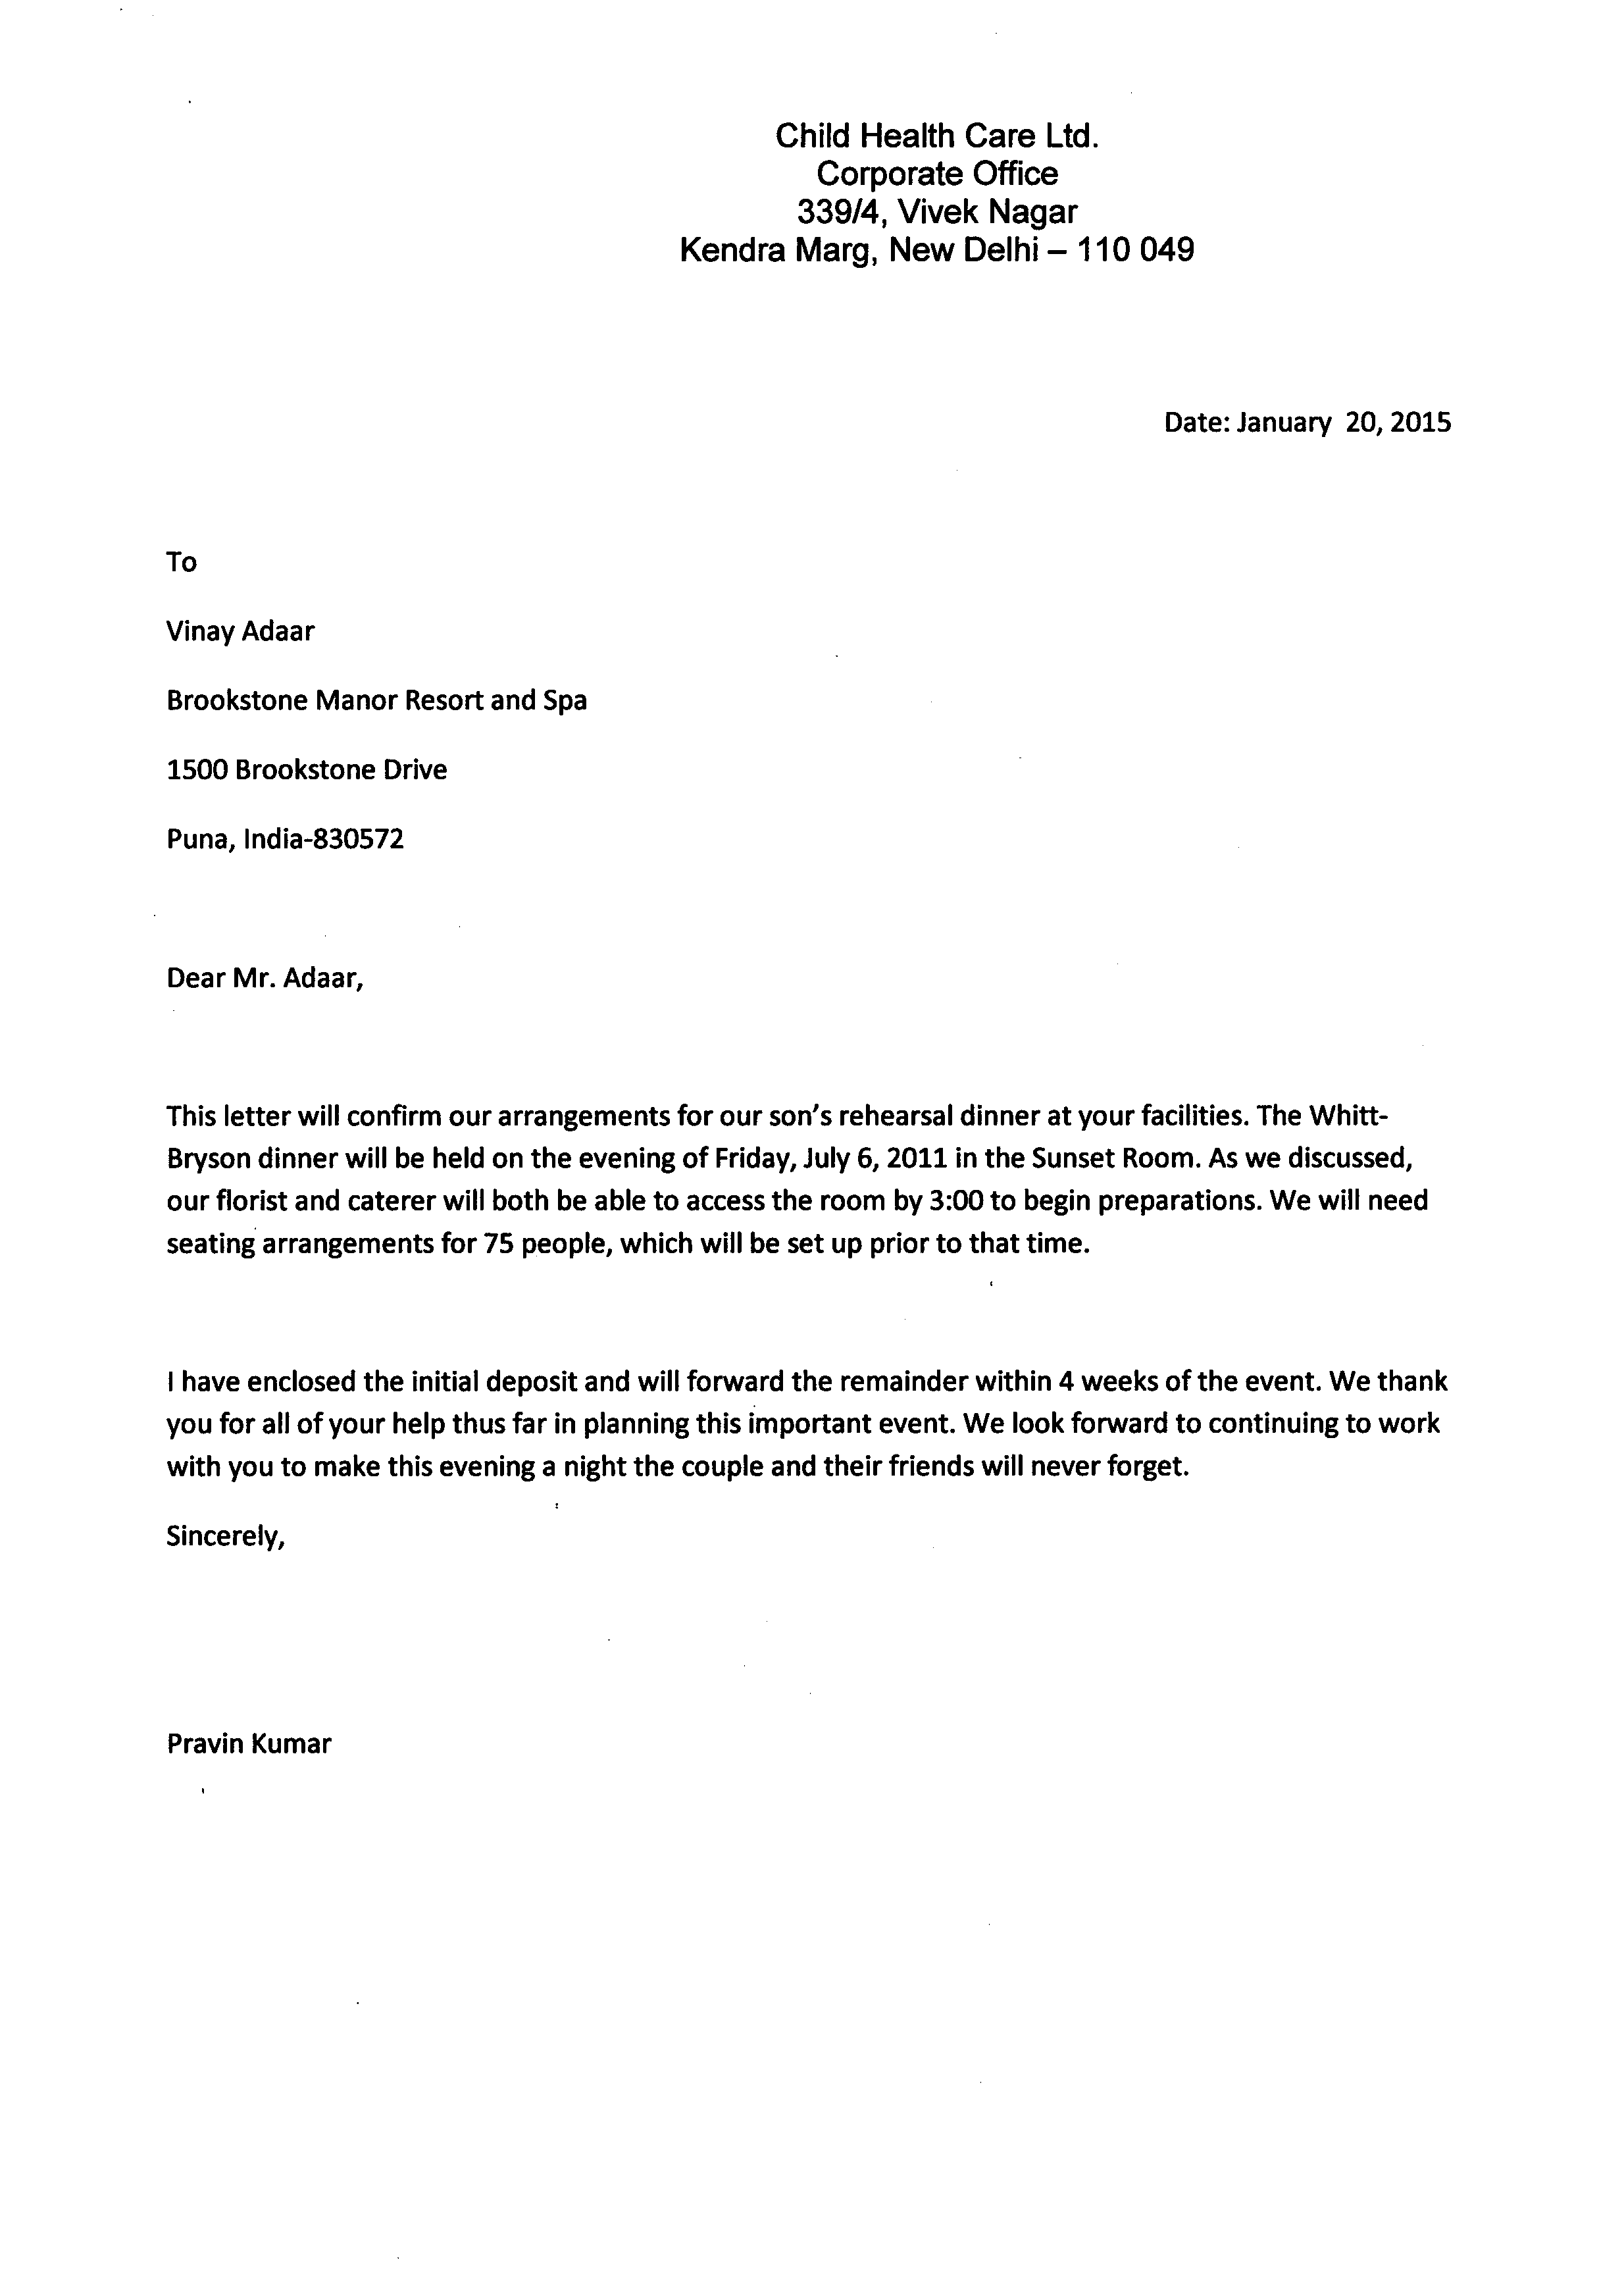 Child Health Care Ltd.
Corporate Office
339/4, Vivek Nagar
Kendra Marg, New Delhi – 110 049
Date: January 20, 2015
To
Vinay Adaar
Brookstone Manor Resort and Spa
1500 Brookstone Drive
Puna, India-830572
Dear Mr. Adaar,
This letter will confirm our arrangements for our son's rehearsal dinner at your facilities. The Whitt-
Bryson dinner will be held on the evening of Friday, July 6, 2011 in the Sunset Room. As we discussed,
our florist and caterer will both be able to access the room by 3:00 to begin preparations. We will need
seating arrangements for 75 people, which will be set up prior to that time.
I have enclosed the initial deposit and will forward the remainder within 4 weeks of the event. We thank
you for all of your help thus far in planning this important event. We look forward to continuing to work
with you to make this evening a night the couple and their friends will never forget.
Sincerely,
Pravin Kumar